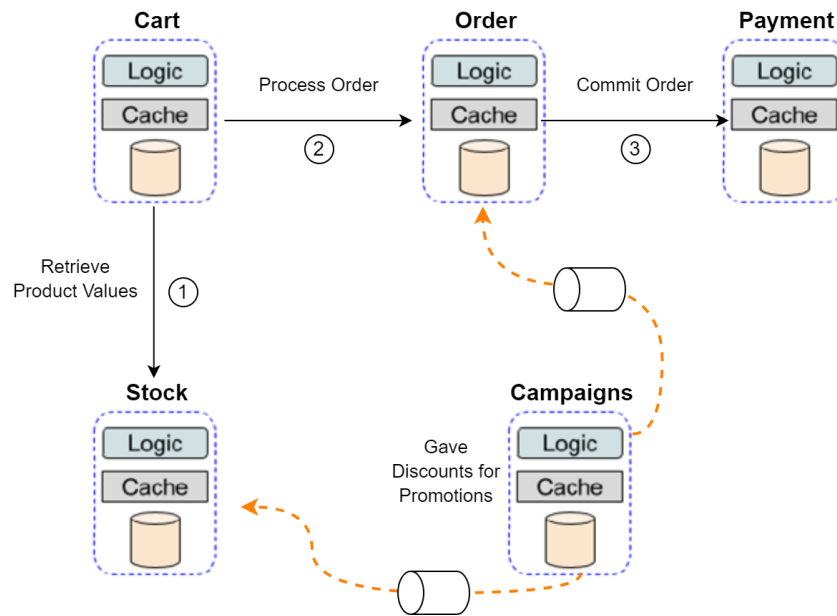 Cart
Order
Payment
Logic
Cache
Process Order
2
Logic
Cache
Commit Order
3
Logic
Cache
Retrieve
Product Values
1
Stock
Logic
Cache
Campaigns
Gave
Discounts for
Promotions
Logic
Cache